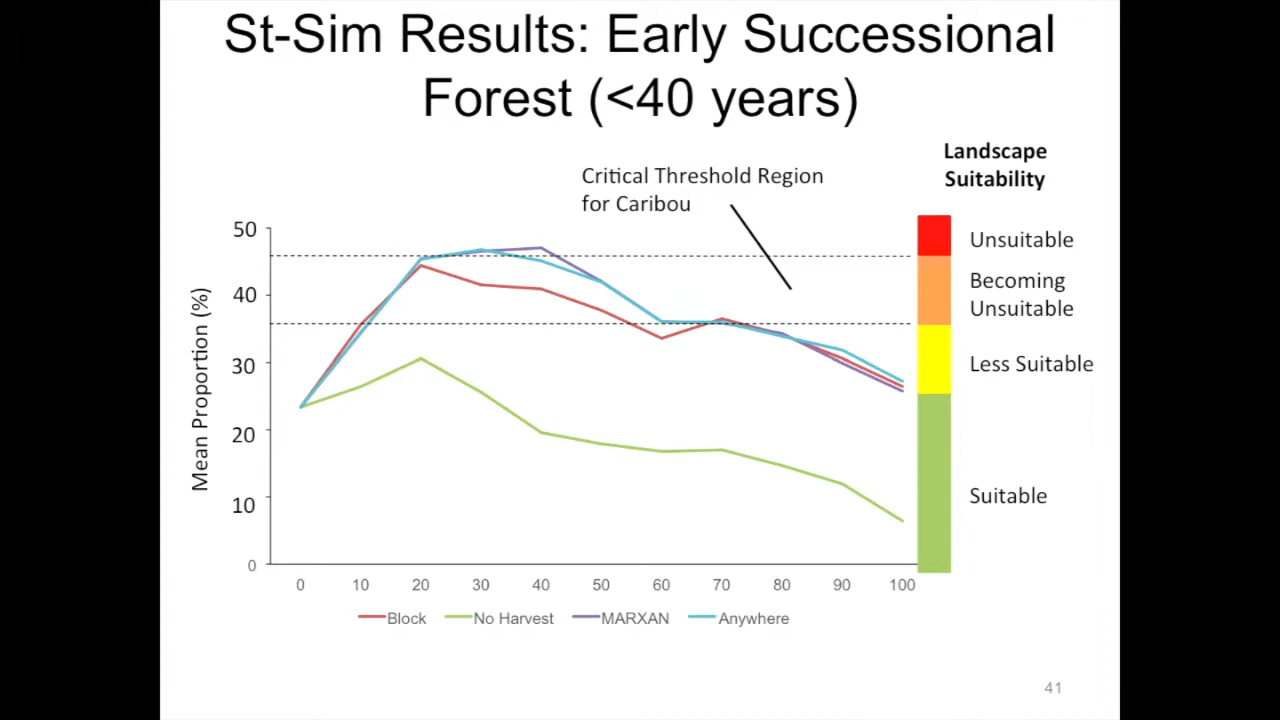 St-Sim Results: Early Successional
Forest (<40 years)
Landscape
Suitability
Critical Threshold Region
for Caribou
Unsuitable
Becoming
Unsuitable
Less Suitable
Suitable
Mean Proportion (%)
50
40
30
20
10
0
0 10 20 30 40 50 60 70 80 90 100
Block No Harvest MARXAN Anywhere
41